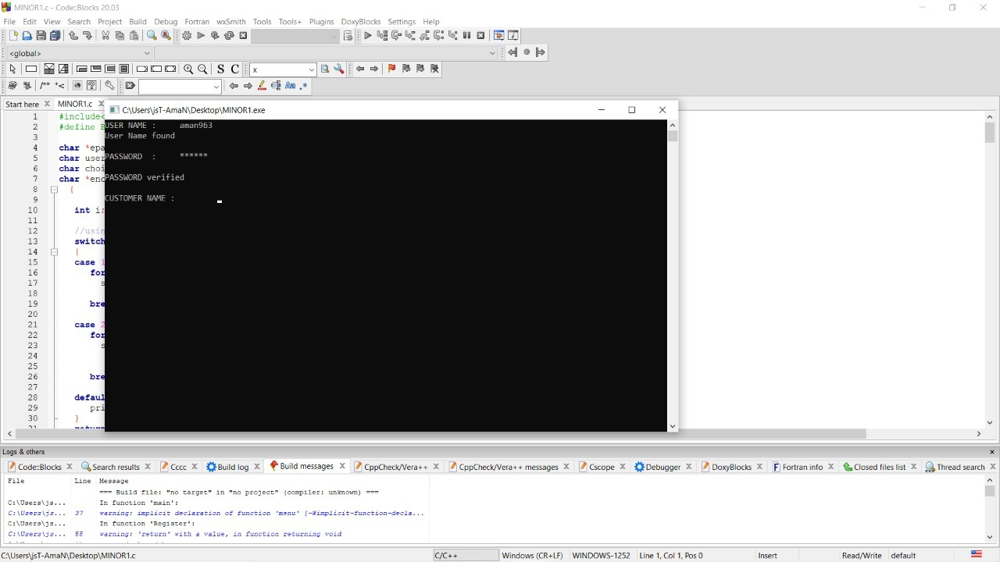 MINOR1.c - Code::Blocks 20.03
File Edit View Search Project Build Debug Fortran wxSmith Tools Tools+ Plugins DoxyBlocks Settings Help
<global>
S C x
/** *<
Aa .*
Start here MINOR1.c
C:\Users\jsT-AmaN\Desktop\MINOR1.exe
USER NAME : aman963
User Name found
PASSWORD : ******
PASSWORD verified
CUSTOMER NAME :
1 #include<
2 #define
3
4 char *epa
5 char user
6 char choi
7 char *enc
8 {
9
10 int i;
11
12 //usin
13 switch
14 {
15 case 1
16 for
17 s
18
19 bre
20
21 case 2
22 for
23 s
24
25
26 bre
27
28 defaul
29 pri
30 }
31 return
Logs & others
Code::Blocks Search results Cccc Build log Build messages CppCheck/Vera++ CppCheck/Vera++ messages Cscope Debugger DoxyBlocks Fortran info Closed files list Thread search
File Line Message
=== Build file: "no target" in "no project" (compiler: unknown) ===
C:\Users\js... In function 'main':
C:\Users\js... 37 warning: implicit declaration of function 'menu' [-Wimplicit-function-decla...
C:\Users\js... In function 'Register':
C:\Users\js... 55 warning: 'return' with a value, in function returning void
C:\Users\jsT-AmaN\Desktop\MINOR1.c C/C++ Windows (CR+LF) WINDOWS-1252 Line 1, Col 1, Pos 0 Insert Read/Write default